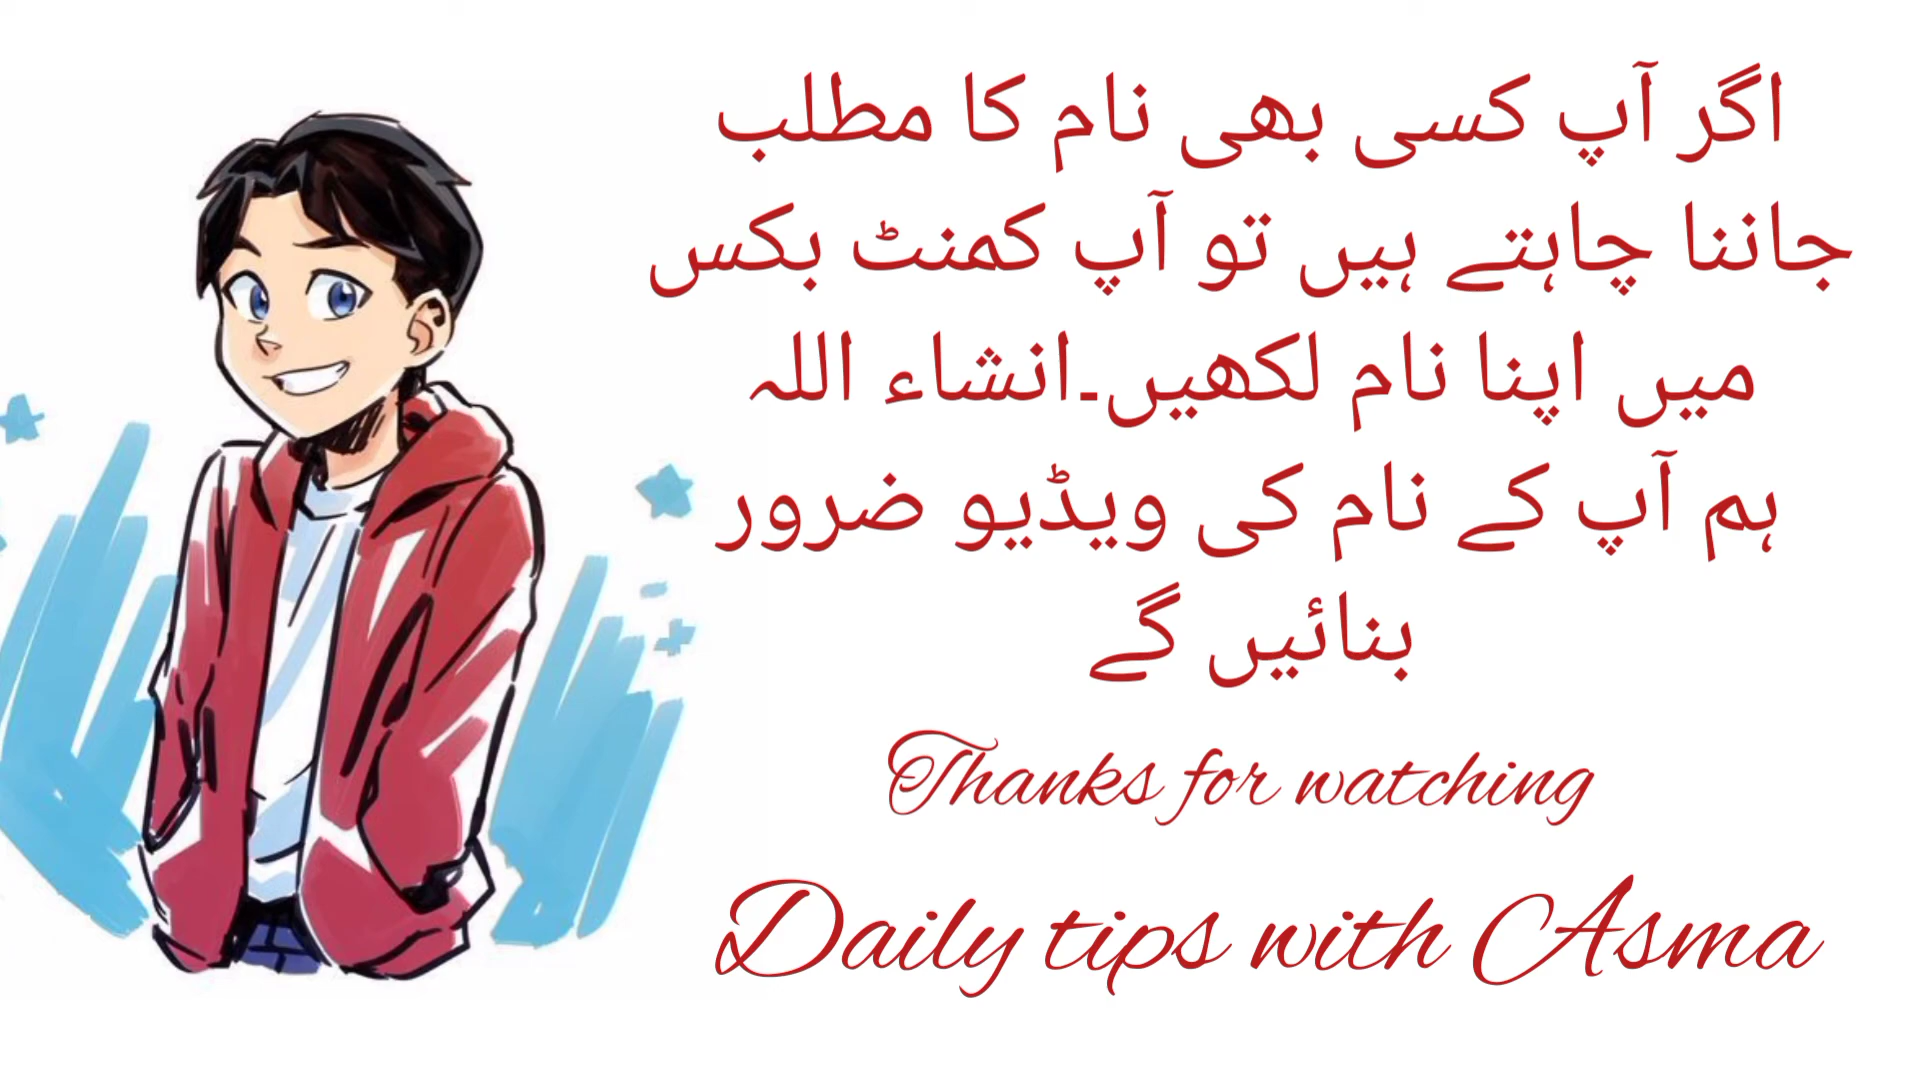 اگر آپ کسی بھی نام کا مطلب
جاننا چاہتے ہیں تو آپ کمنٹ بکس
میں اپنا نام لکھیں۔انشاء اللہ
ہم آپ کے نام کی ویڈیو ضرور
بنائیں گے
Thanks for watching
Daily tips with Asma